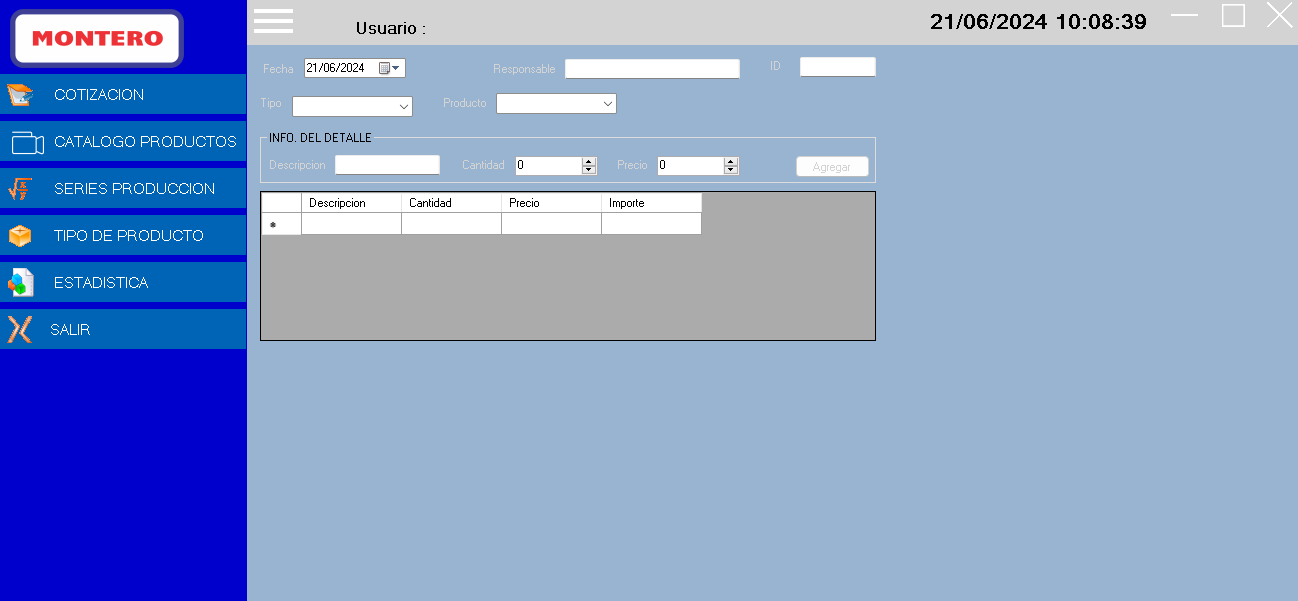 MONTERO
Usuario :
21/06/2024 10:08:39
COTIZACION
CATALOGO PRODUCTOS
SERIES PRODUCCION
TIPO DE PRODUCTO
ESTADISTICA
SALIR
Fecha 21/06/2024 Responsable ID
Tipo Producto
INFO. DEL DETALLE
Descripcion Cantidad 0 Precio 0 Agregar
Descripcion Cantidad Precio Importe